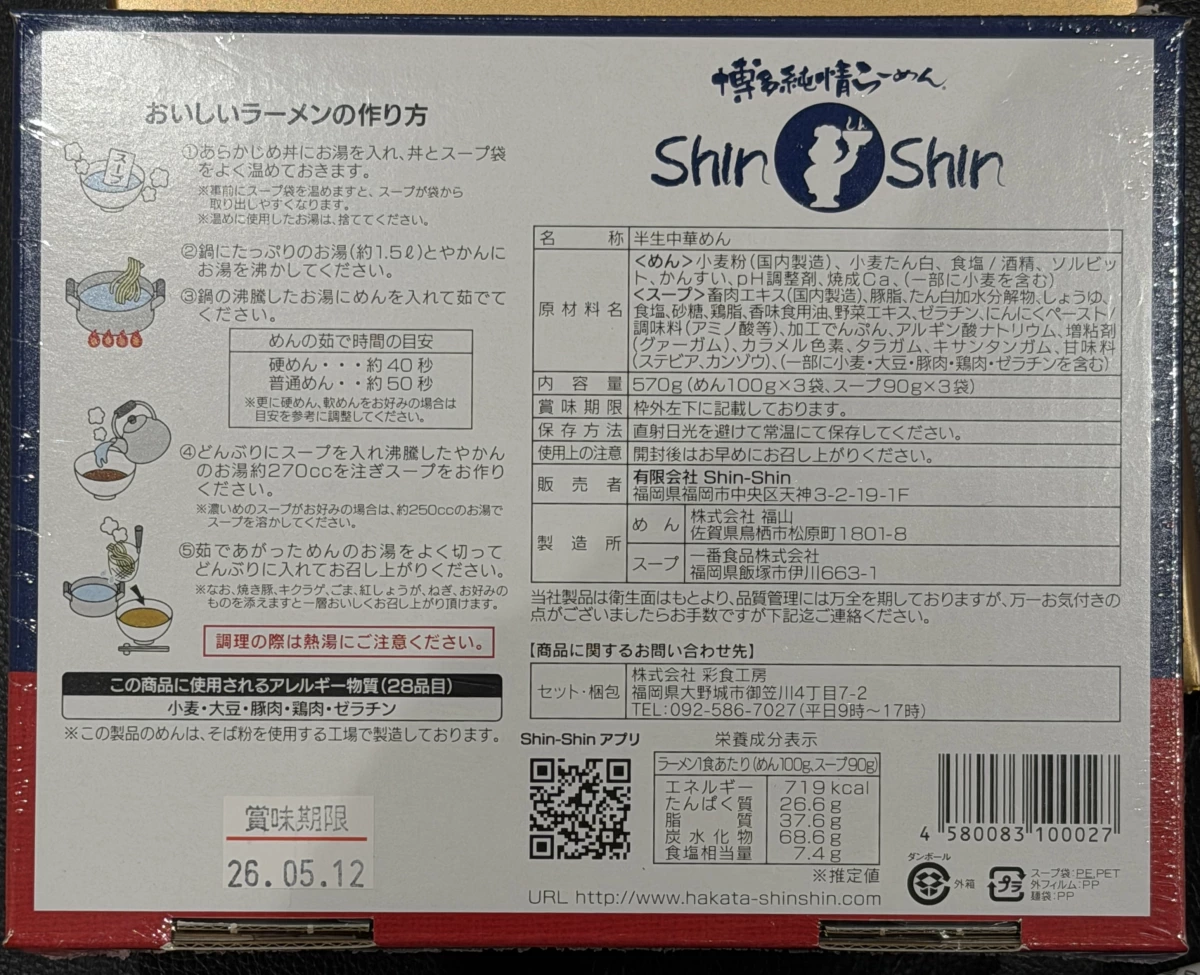 おいしいラーメンの作り方
スープ
①あらかじめ丼にお湯を入れ、丼とスープ袋
をよく温めておきます。
※事前にスープ袋を温めますと、スープが袋から
取り出しやすくなります。
※温めに使用したお湯は、捨ててください。
②鍋にたっぷりのお湯(約1.5ℓ)とやかんに
お湯を沸かしてください。
③鍋の沸騰したお湯にめんを入れて茹でて
ください。
めんの茹で時間の目安
硬めん・・・約40秒
普通めん・・約50秒
※更に硬めん、軟めんをお好みの場合は
目安を参考に調整してください。
④どんぶりにスープを入れ沸騰したやかん
のお湯約270ccを注ぎスープをお作り
ください。
※濃いめのスープがお好みの場合は、約250ccのお湯で
スープを溶かしてください。
⑤茹であがっためんのお湯をよく切って
どんぶりに入れてお召し上がりください。
※なお、焼き豚、キクラゲ、ごま、紅しょうが、ねぎ、お好みの
ものを添えますと一層おいしくお召し上がり頂けます。
調理の際は熱湯にご注意ください。
この商品に使用されるアレルギー物質(28品目)
小麦・大豆・豚肉・鶏肉・ゼラチン
※この製品のめんは、そば粉を使用する工場で製造しております。
賞味期限
26.05.12
博多純情らーめん
Shin Shin
名称 半生中華めん
原材料名 <めん>小麦粉(国内製造)、小麦たん白、食塩/酒精、ソルビッ
ト、かんすい、pH調整剤、焼成Ca、(一部に小麦を含む)
<スープ>畜肉エキス(国内製造)、豚脂、たん白加水分解物、しょうゆ、
食塩、砂糖、鶏脂、香味食用油、野菜エキス、ゼラチン、にんにくペースト/
調味料(アミノ酸等)、加工でんぷん、アルギン酸ナトリウム、増粘剤
(グァーガム)、カラメル色素、タラガム、キサンタンガム、甘味料
(ステビア、カンゾウ)、(一部に小麦・大豆・豚肉・鶏肉・ゼラチンを含む)
内容量 570g(めん100g×3袋、スープ90g×3袋)
賞味期限 枠外左下に記載しております。
保存方法 直射日光を避けて常温にて保存してください。
使用上の注意 開封後はお早めにお召し上がりください。
販売者 有限会社 Shin-Shin
福岡県福岡市中央区天神3-2-19-1F
製造所 めん 株式会社 福山
佐賀県鳥栖市松原町1801-8
スープ 一番食品株式会社
福岡県飯塚市伊川663-1
当社製品は衛生面はもとより、品質管理には万全を期しておりますが、万一お気付きの
点がございましたらお手数ですが下記迄ご連絡ください。
【商品に関するお問い合わせ先】
セット・梱包 株式会社 彩食工房
福岡県大野城市御笠川4丁目7-2
TEL:092-586-7027(平日9時~17時)
Shin-Shin アプリ
栄養成分表示
ラーメン1食あたり(めん100g、スープ90g)
エネルギー 719kcal
たんぱく質 26.6g
脂質 37.6g
炭水化物 68.6g
食塩相当量 7.4g
※推定値
URL http://www.hakata-shinshin.com
4 580083 100027
ダンボール
外箱
プラ
スープ袋:PE,PET
外フィルム:PP
麺袋:PP